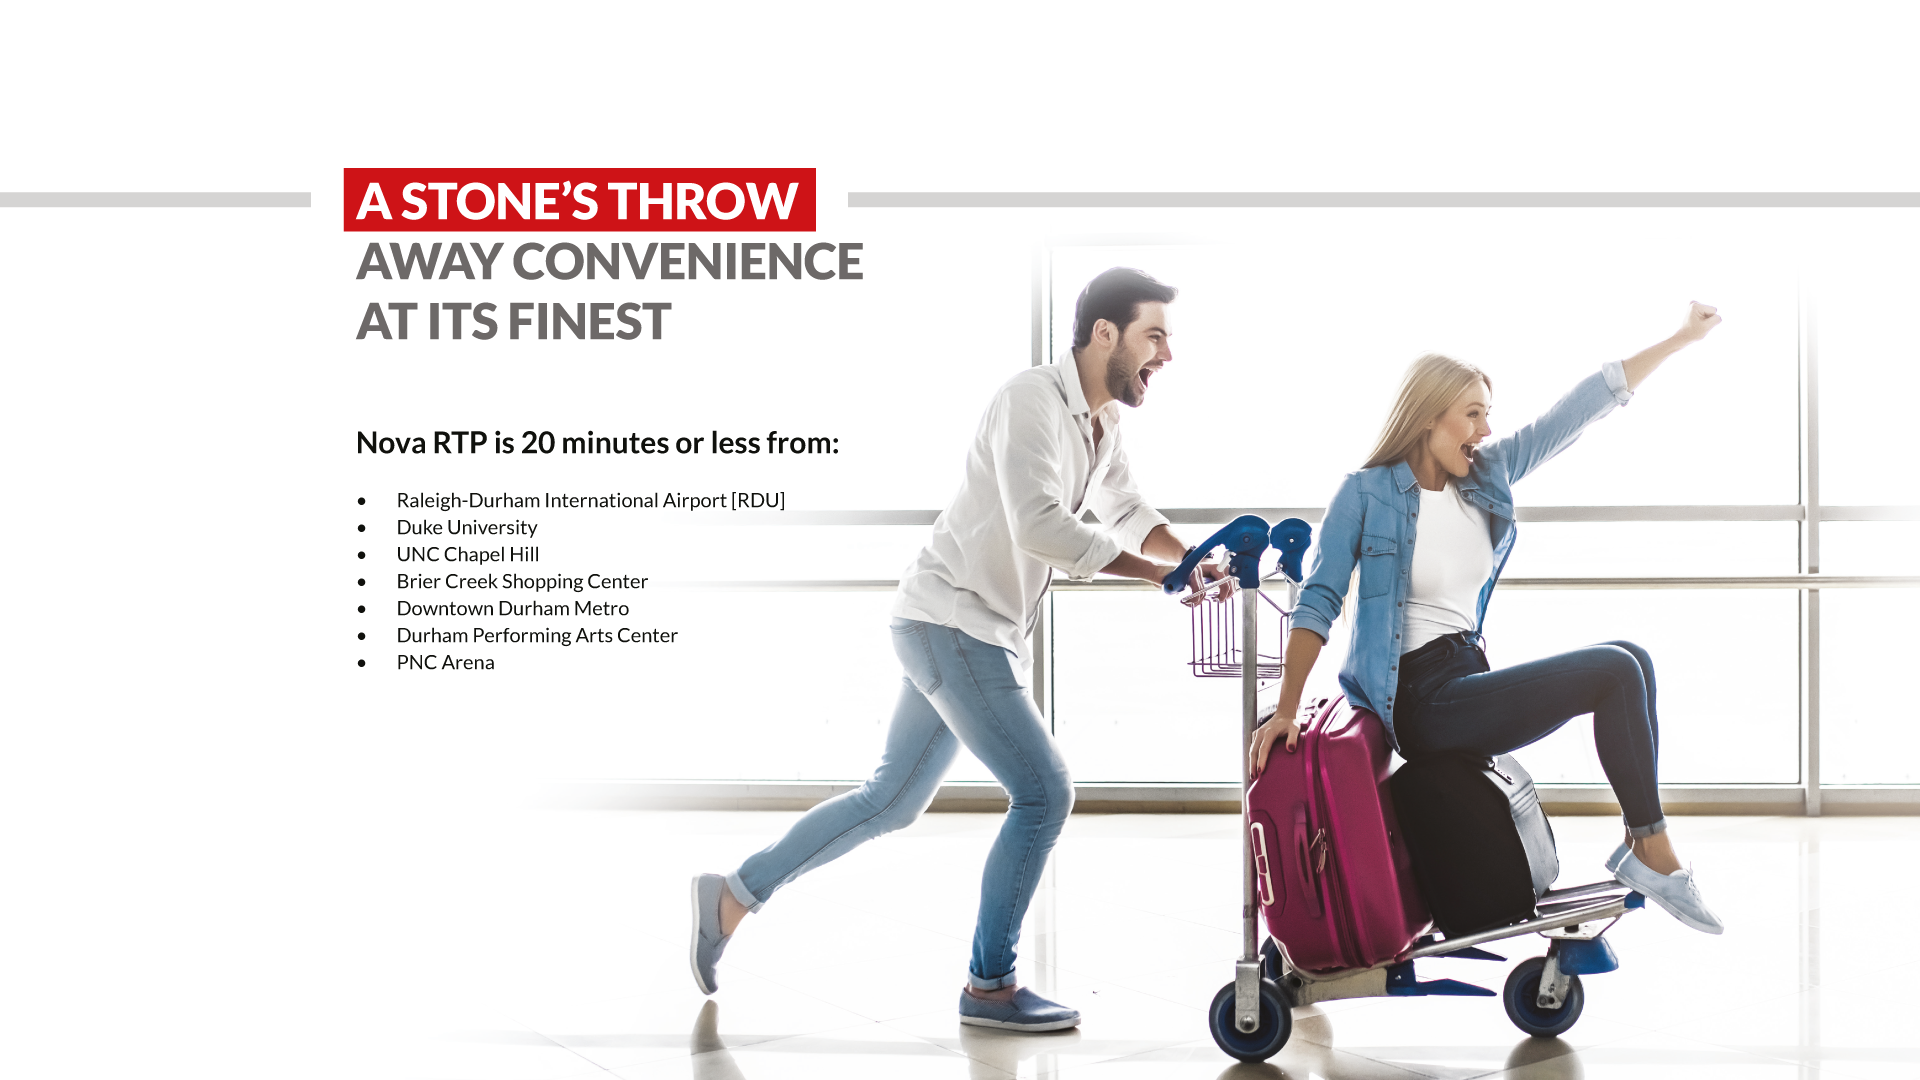 A STONE’S THROW
AWAY CONVENIENCE
AT ITS FINEST
Nova RTP is 20 minutes or less from:
• Raleigh-Durham International Airport [RDU]
• Duke University
• UNC Chapel Hill
• Brier Creek Shopping Center
• Downtown Durham Metro
• Durham Performing Arts Center
• PNC Arena